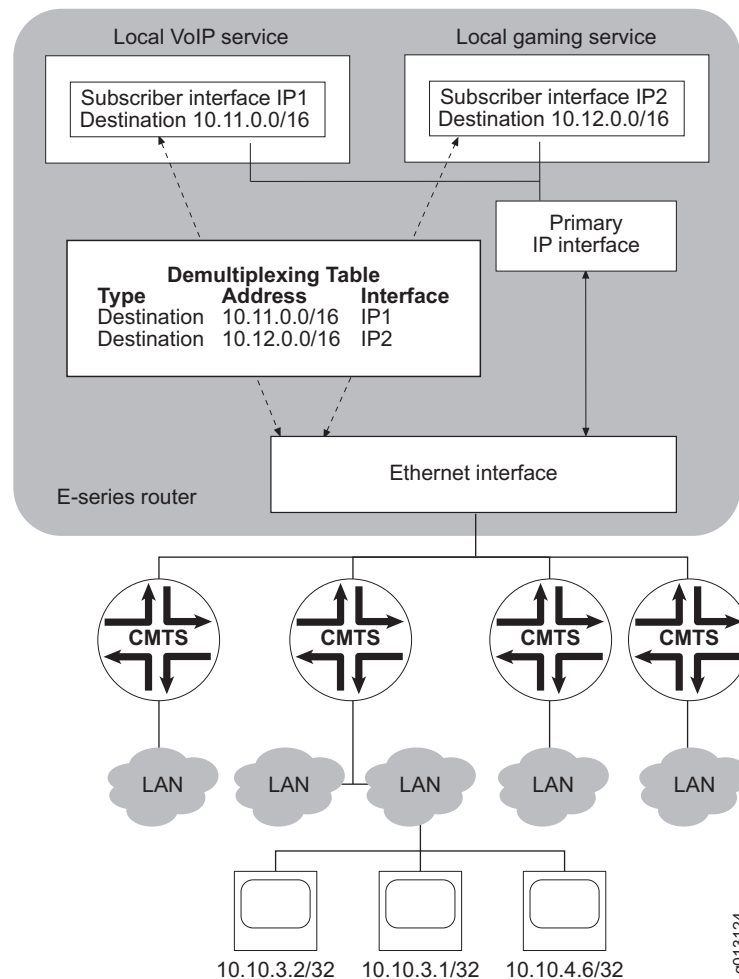 Local VoIP service
Local gaming service
Subscriber interface IP1
Destination 10.11.0.0/16
Subscriber interface IP2
Destination 10.12.0.0/16
Primary
IP interface
Demultiplexing Table
Type Address Interface
Destination 10.11.0.0/16 IP1
Destination 10.12.0.0/16 IP2
Ethernet interface
E-series router
CMTS
CMTS
CMTS
CMTS
LAN
LAN
LAN
LAN
LAN
10.10.3.2/32
10.10.3.1/32
10.10.4.6/32
g013124